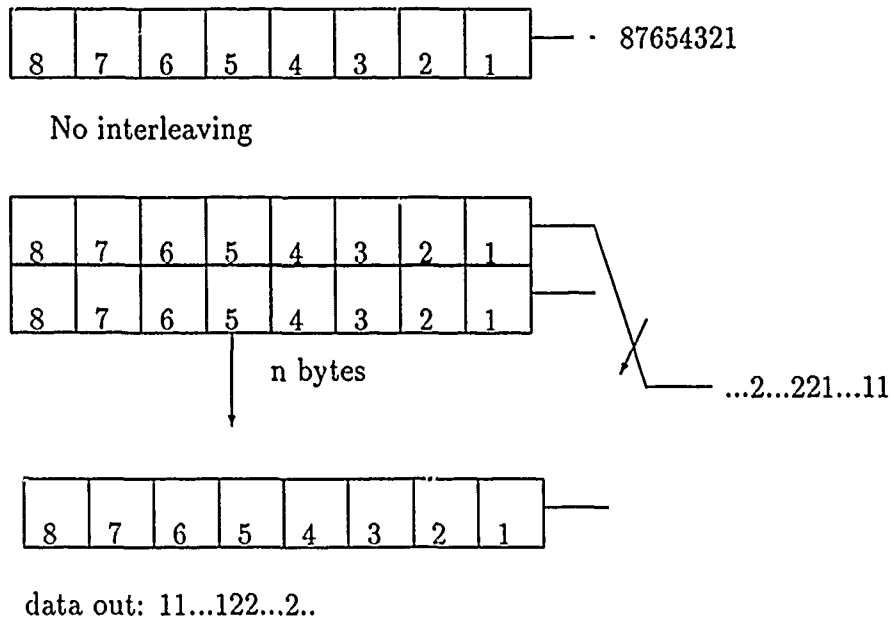 8 7 6 5 4 3 2 1 87654321
No interleaving
8 7 6 5 4 3 2 1
8 7 6 5 4 3 2 1
n bytes
...2...221...11
8 7 6 5 4 3 2 1
data out: 11...122...2..